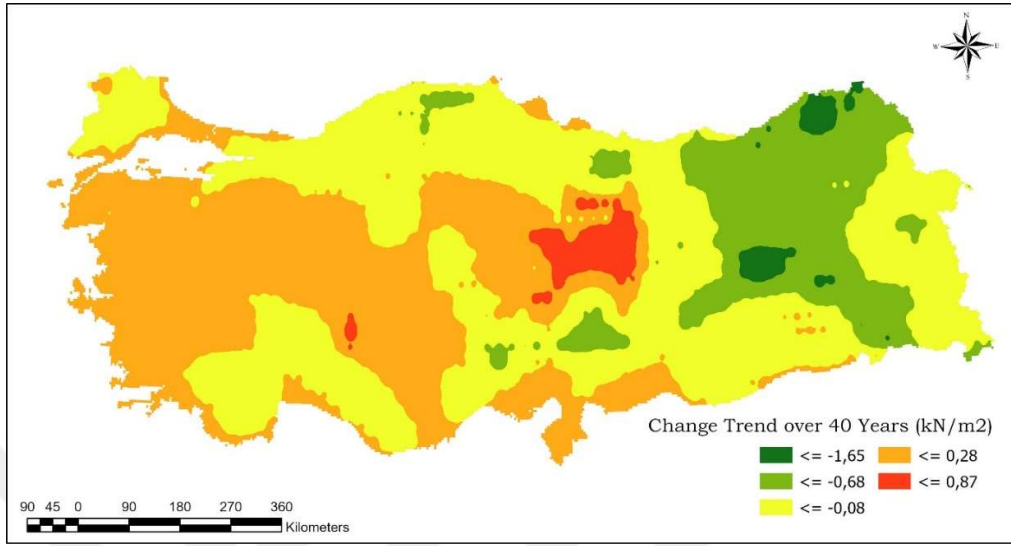 N
W E
S
Change Trend over 40 Years (kN/m2)
<= -1,65 <= 0,28
<= -0,68 <= 0,87
<= -0,08
90 45 0 90 180 270 360
Kilometers